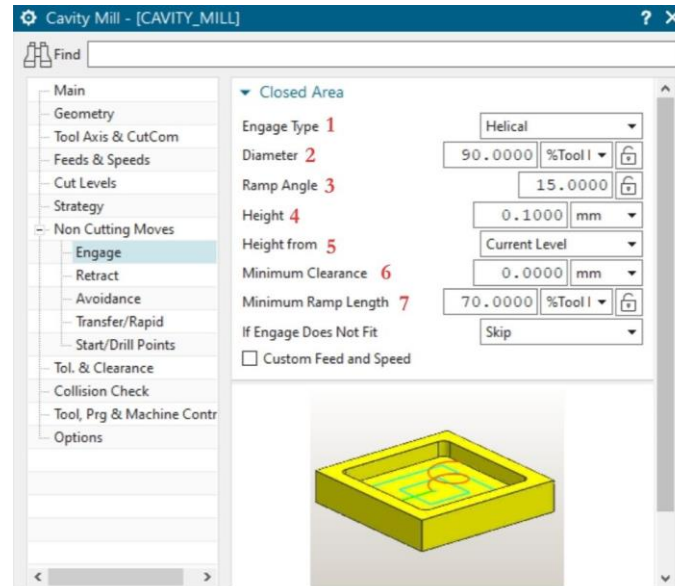 Cavity Mill - [CAVITY_MILL]
? X
Find
Main
Geometry
Tool Axis & CutCom
Feeds & Speeds
Cut Levels
Strategy
Non Cutting Moves
Engage
Retract
Avoidance
Transfer/Rapid
Start/Drill Points
Tol. & Clearance
Collision Check
Tool, Prg & Machine Contr
Options
Closed Area
Engage Type 1 Helical
Diameter 2 90.0000 %Tool
Ramp Angle 3 15.0000
Height 4 0.1000 mm
Height from 5 Current Level
Minimum Clearance 6 0.0000 mm
Minimum Ramp Length 7 70.0000 %Tool
If Engage Does Not Fit Skip
Custom Feed and Speed